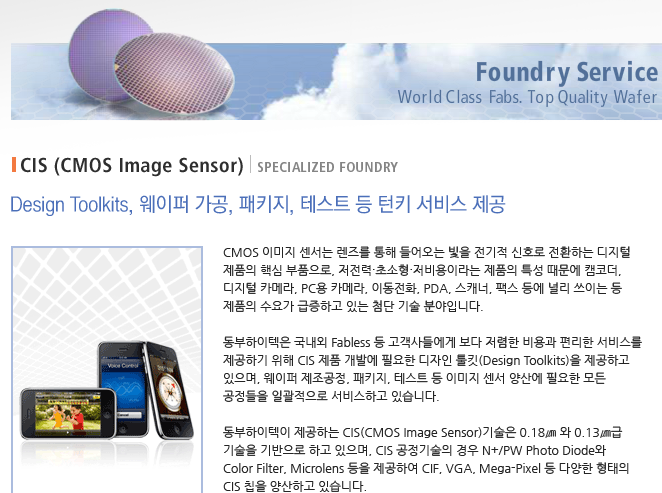 Foundry Service
World Class Fabs. Top Quality Wafer
CIS (CMOS Image Sensor) SPECIALIZED FOUNDRY
Design Toolkits, 웨이퍼 가공, 패키지, 테스트 등 턴키 서비스 제공
CMOS 이미지 센서는 렌즈를 통해 들어오는 빛을 전기적 신호로 전환하는 디지털
제품의 핵심 부품으로, 저전력·초소형·저비용이라는 제품의 특성 때문에 캠코더,
디지털 카메라, PC용 카메라, 이동전화, PDA, 스캐너, 팩스 등에 널리 쓰이는 등
제품의 수요가 급증하고 있는 첨단 기술 분야입니다.
동부하이텍은 국내외 Fabless 등 고객사들에게 보다 저렴한 비용과 편리한 서비스를
제공하기 위해 CIS 제품 개발에 필요한 디자인 툴킷(Design Toolkits)을 제공하고
있으며, 웨이퍼 제조공정, 패키지, 테스트 등 이미지 센서 양산에 필요한 모든
공정들을 일괄적으로 서비스하고 있습니다.
Voice Control
동부하이텍이 제공하는 CIS(CMOS Image Sensor)기술은 0.18㎛ 와 0.13㎛급
기술을 기반으로 하고 있으며, CIS 공정기술의 경우 N+/PW Photo Diode와
Color Filter, Microlens 등을 제공하여 CIF, VGA, Mega-Pixel 등 다양한 형태의
CIS 칩을 양산하고 있습니다.